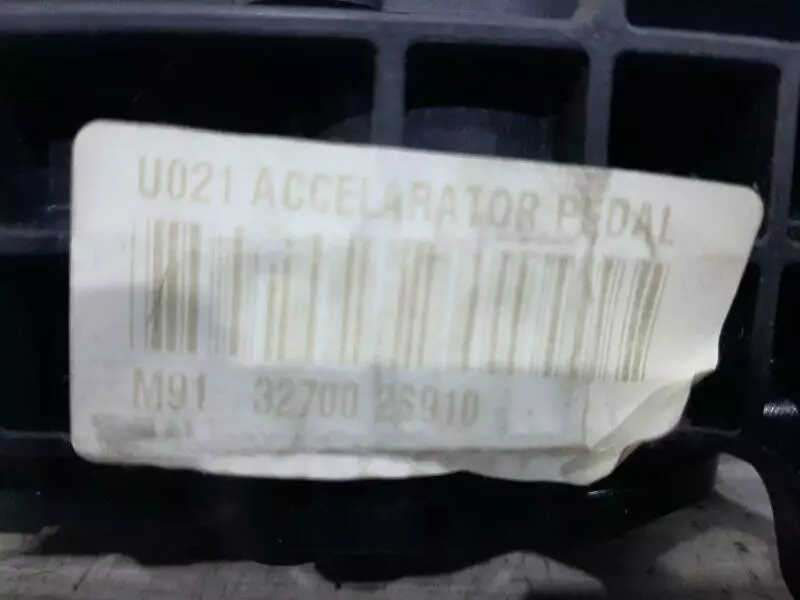 U021 ACCELARATOR PEDAL
M91 32700 2S910